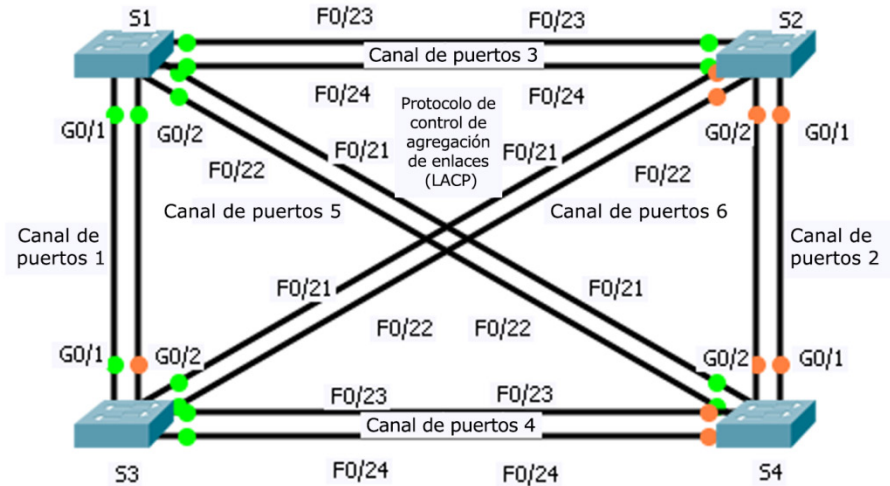 S1
F0/23
F0/23
S2
Canal de puertos 3
F0/24
F0/24
Protocolo de
control de
agregación
de enlaces
(LACP)
G0/1
G0/2
G0/2
G0/1
F0/21
F0/21
F0/22
F0/22
Canal de puertos 5
Canal de puertos 6
Canal de
puertos 1
Canal de
puertos 2
F0/21
F0/21
F0/22
F0/22
G0/1
G0/2
G0/2
G0/1
F0/23
F0/23
Canal de puertos 4
S3
F0/24
F0/24
S4